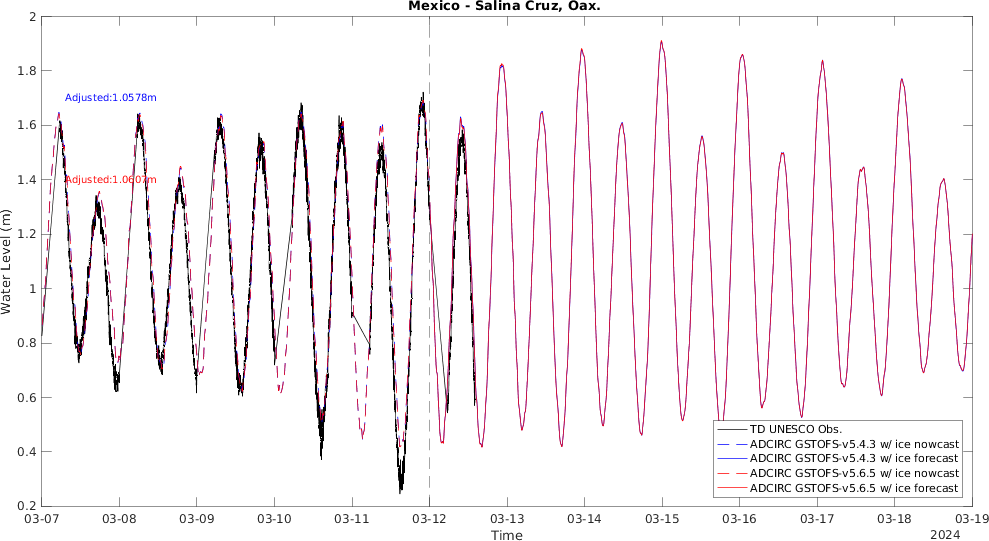 Mexico - Salina Cruz, Oax.
2
1.8
1.6
1.4
1.2
1
0.8
0.6
0.4
0.2
Water Level (m)
Adjusted:1.0578m
Adjusted:1.0607m
TD UNESCO Obs.
ADCIRC GSTOFS-v5.4.3 w/ ice nowcast
ADCIRC GSTOFS-v5.4.3 w/ ice forecast
ADCIRC GSTOFS-v5.6.5 w/ ice nowcast
ADCIRC GSTOFS-v5.6.5 w/ ice forecast
03-07 03-08 03-09 03-10 03-11 03-12 03-13 03-14 03-15 03-16 03-17 03-18 03-19
Time
2024